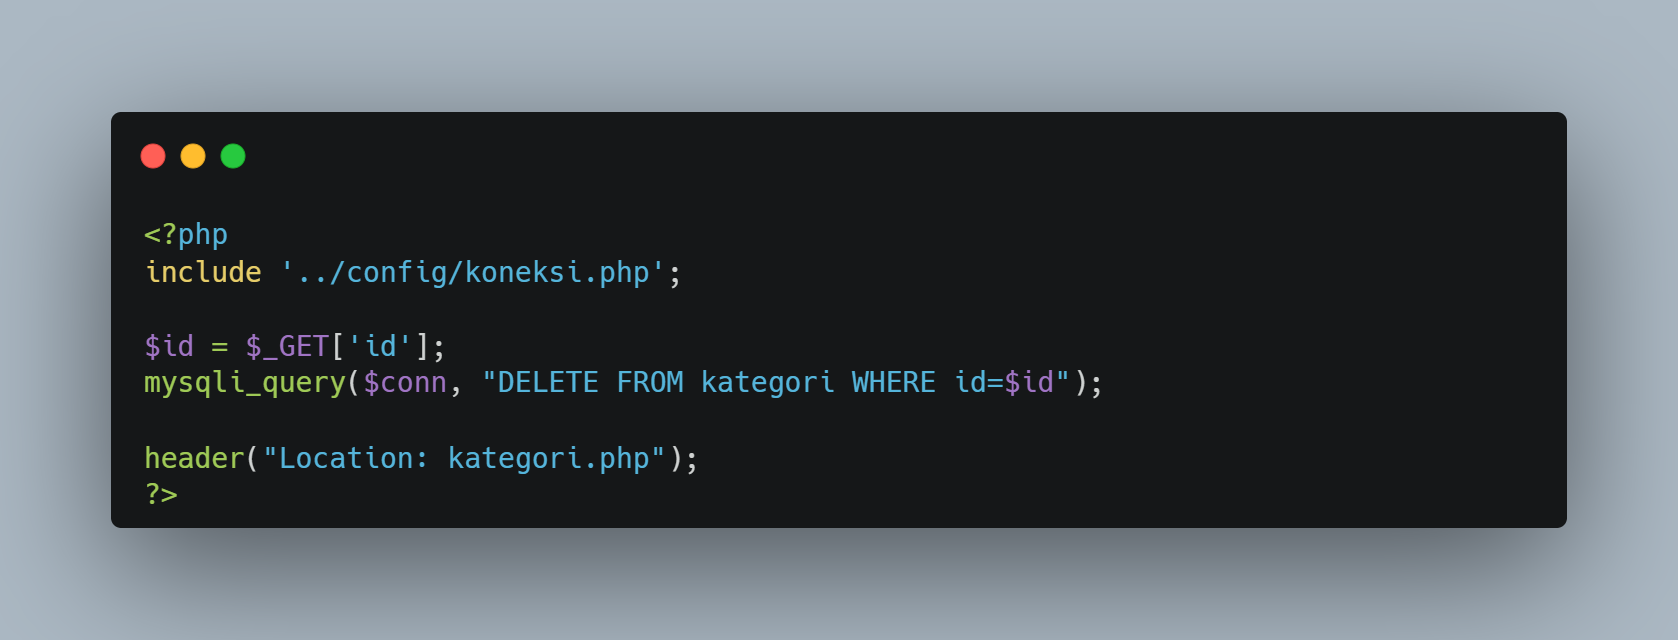 <?php
include '../config/koneksi.php';
$id = $_GET['id'];
mysqli_query($conn, "DELETE FROM kategori WHERE id=$id");
header("Location: kategori.php");
?>